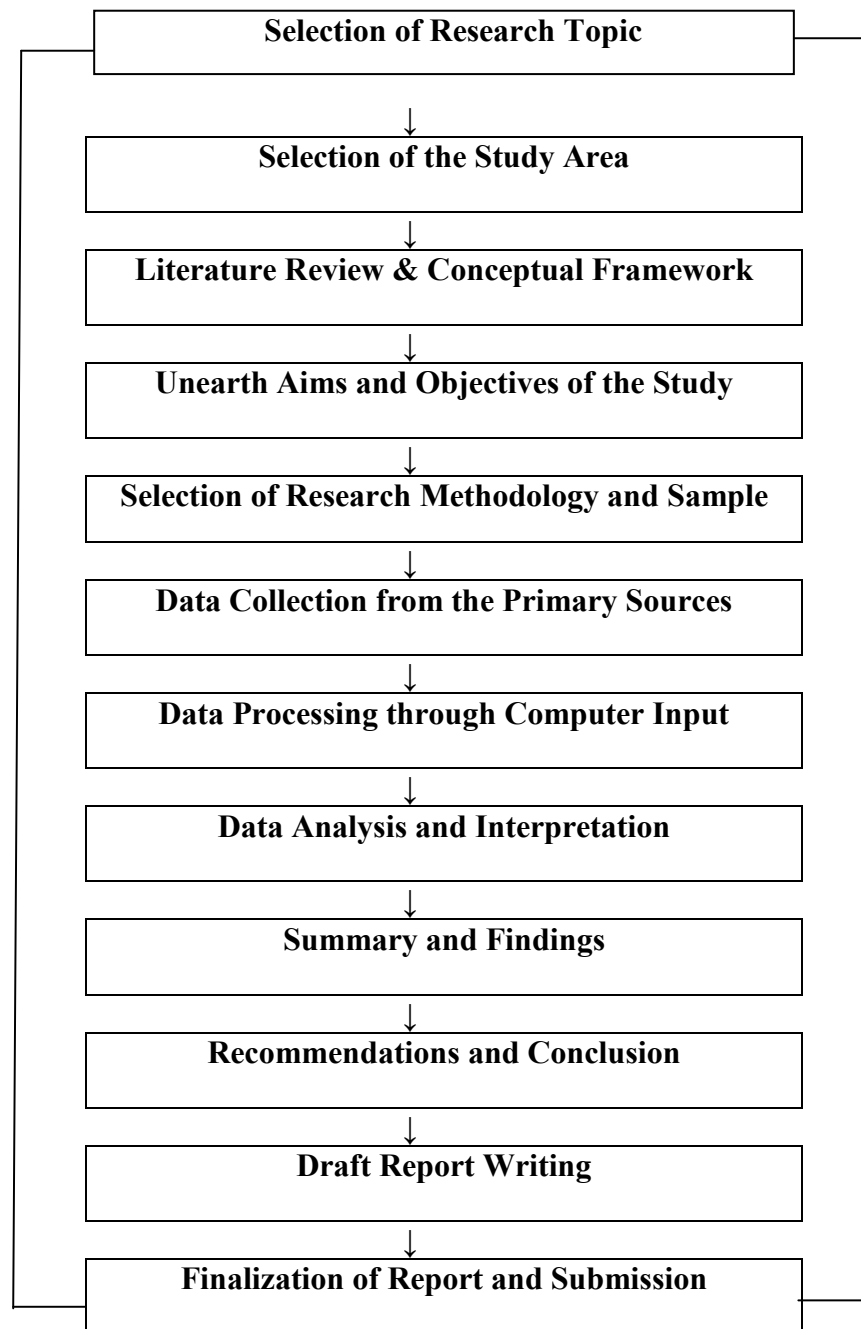 Selection of Research Topic
↓
Selection of the Study Area
↓
Literature Review & Conceptual Framework
↓
Unearth Aims and Objectives of the Study
↓
Selection of Research Methodology and Sample
↓
Data Collection from the Primary Sources
↓
Data Processing through Computer Input
↓
Data Analysis and Interpretation
↓
Summary and Findings
↓
Recommendations and Conclusion
↓
Draft Report Writing
↓
Finalization of Report and Submission